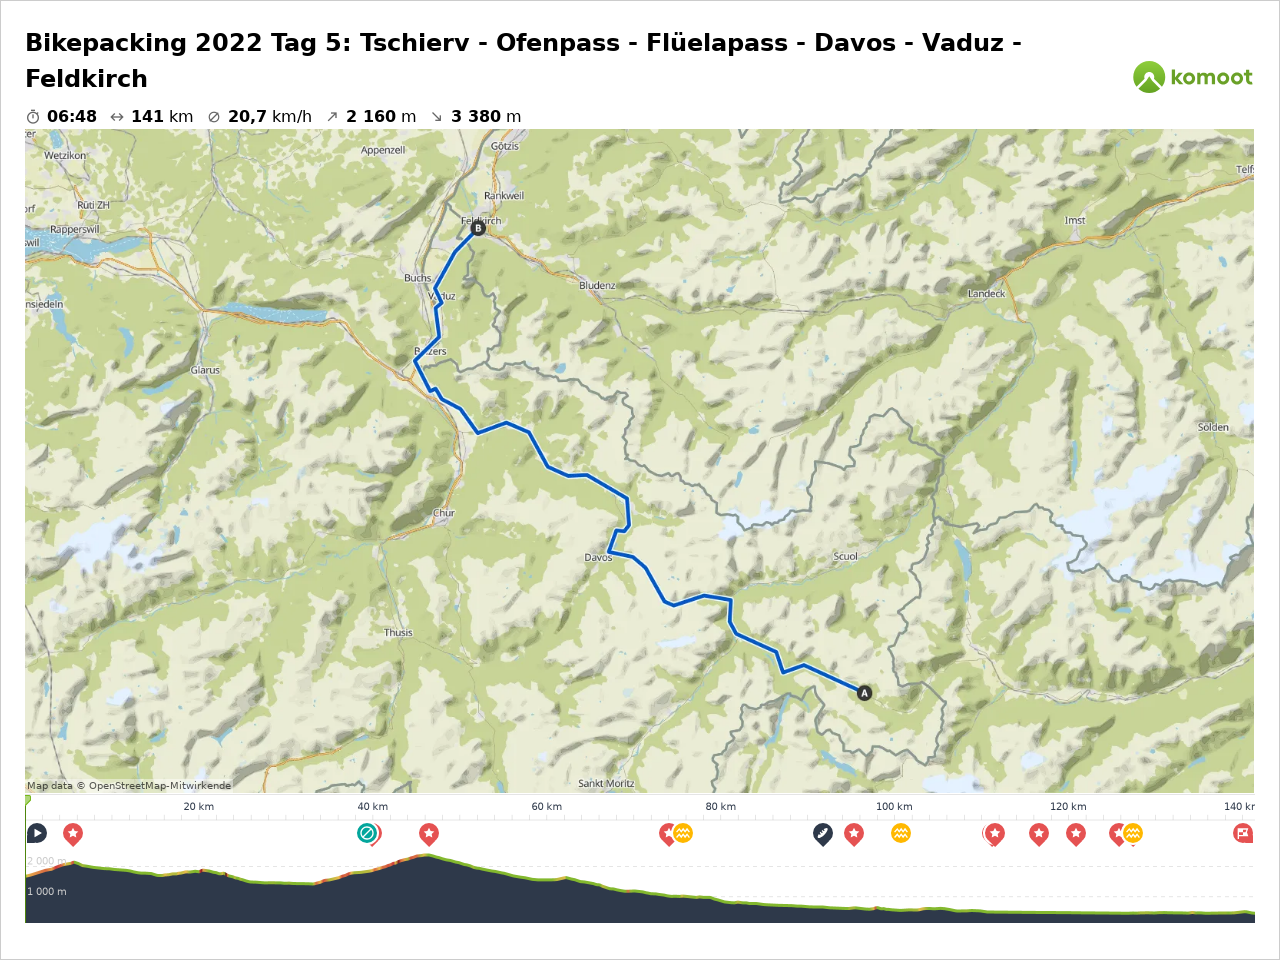 Bikepacking 2022 Tag 5: Tschierv - Ofenpass - Flüelapass - Davos - Vaduz -
Feldkirch
komoot
06:48 141 km 20,7 km/h 2 160 m 3 380 m
Wetzikon
Appenzell
Götzis
Telfs
Rüti ZH
Rankweil
Rapperswil
Feldkirch
B
Imst
Buchs
Vaduz
Bludenz
Landeck
Balzers
Glarus
Sölden
Chur
Davos
Scuol
Thusis
A
Sankt Moritz
Map data © OpenStreetMap-Mitwirkende
20 km 40 km 60 km 80 km 100 km 120 km 140 kr
2 000 m
1 000 m